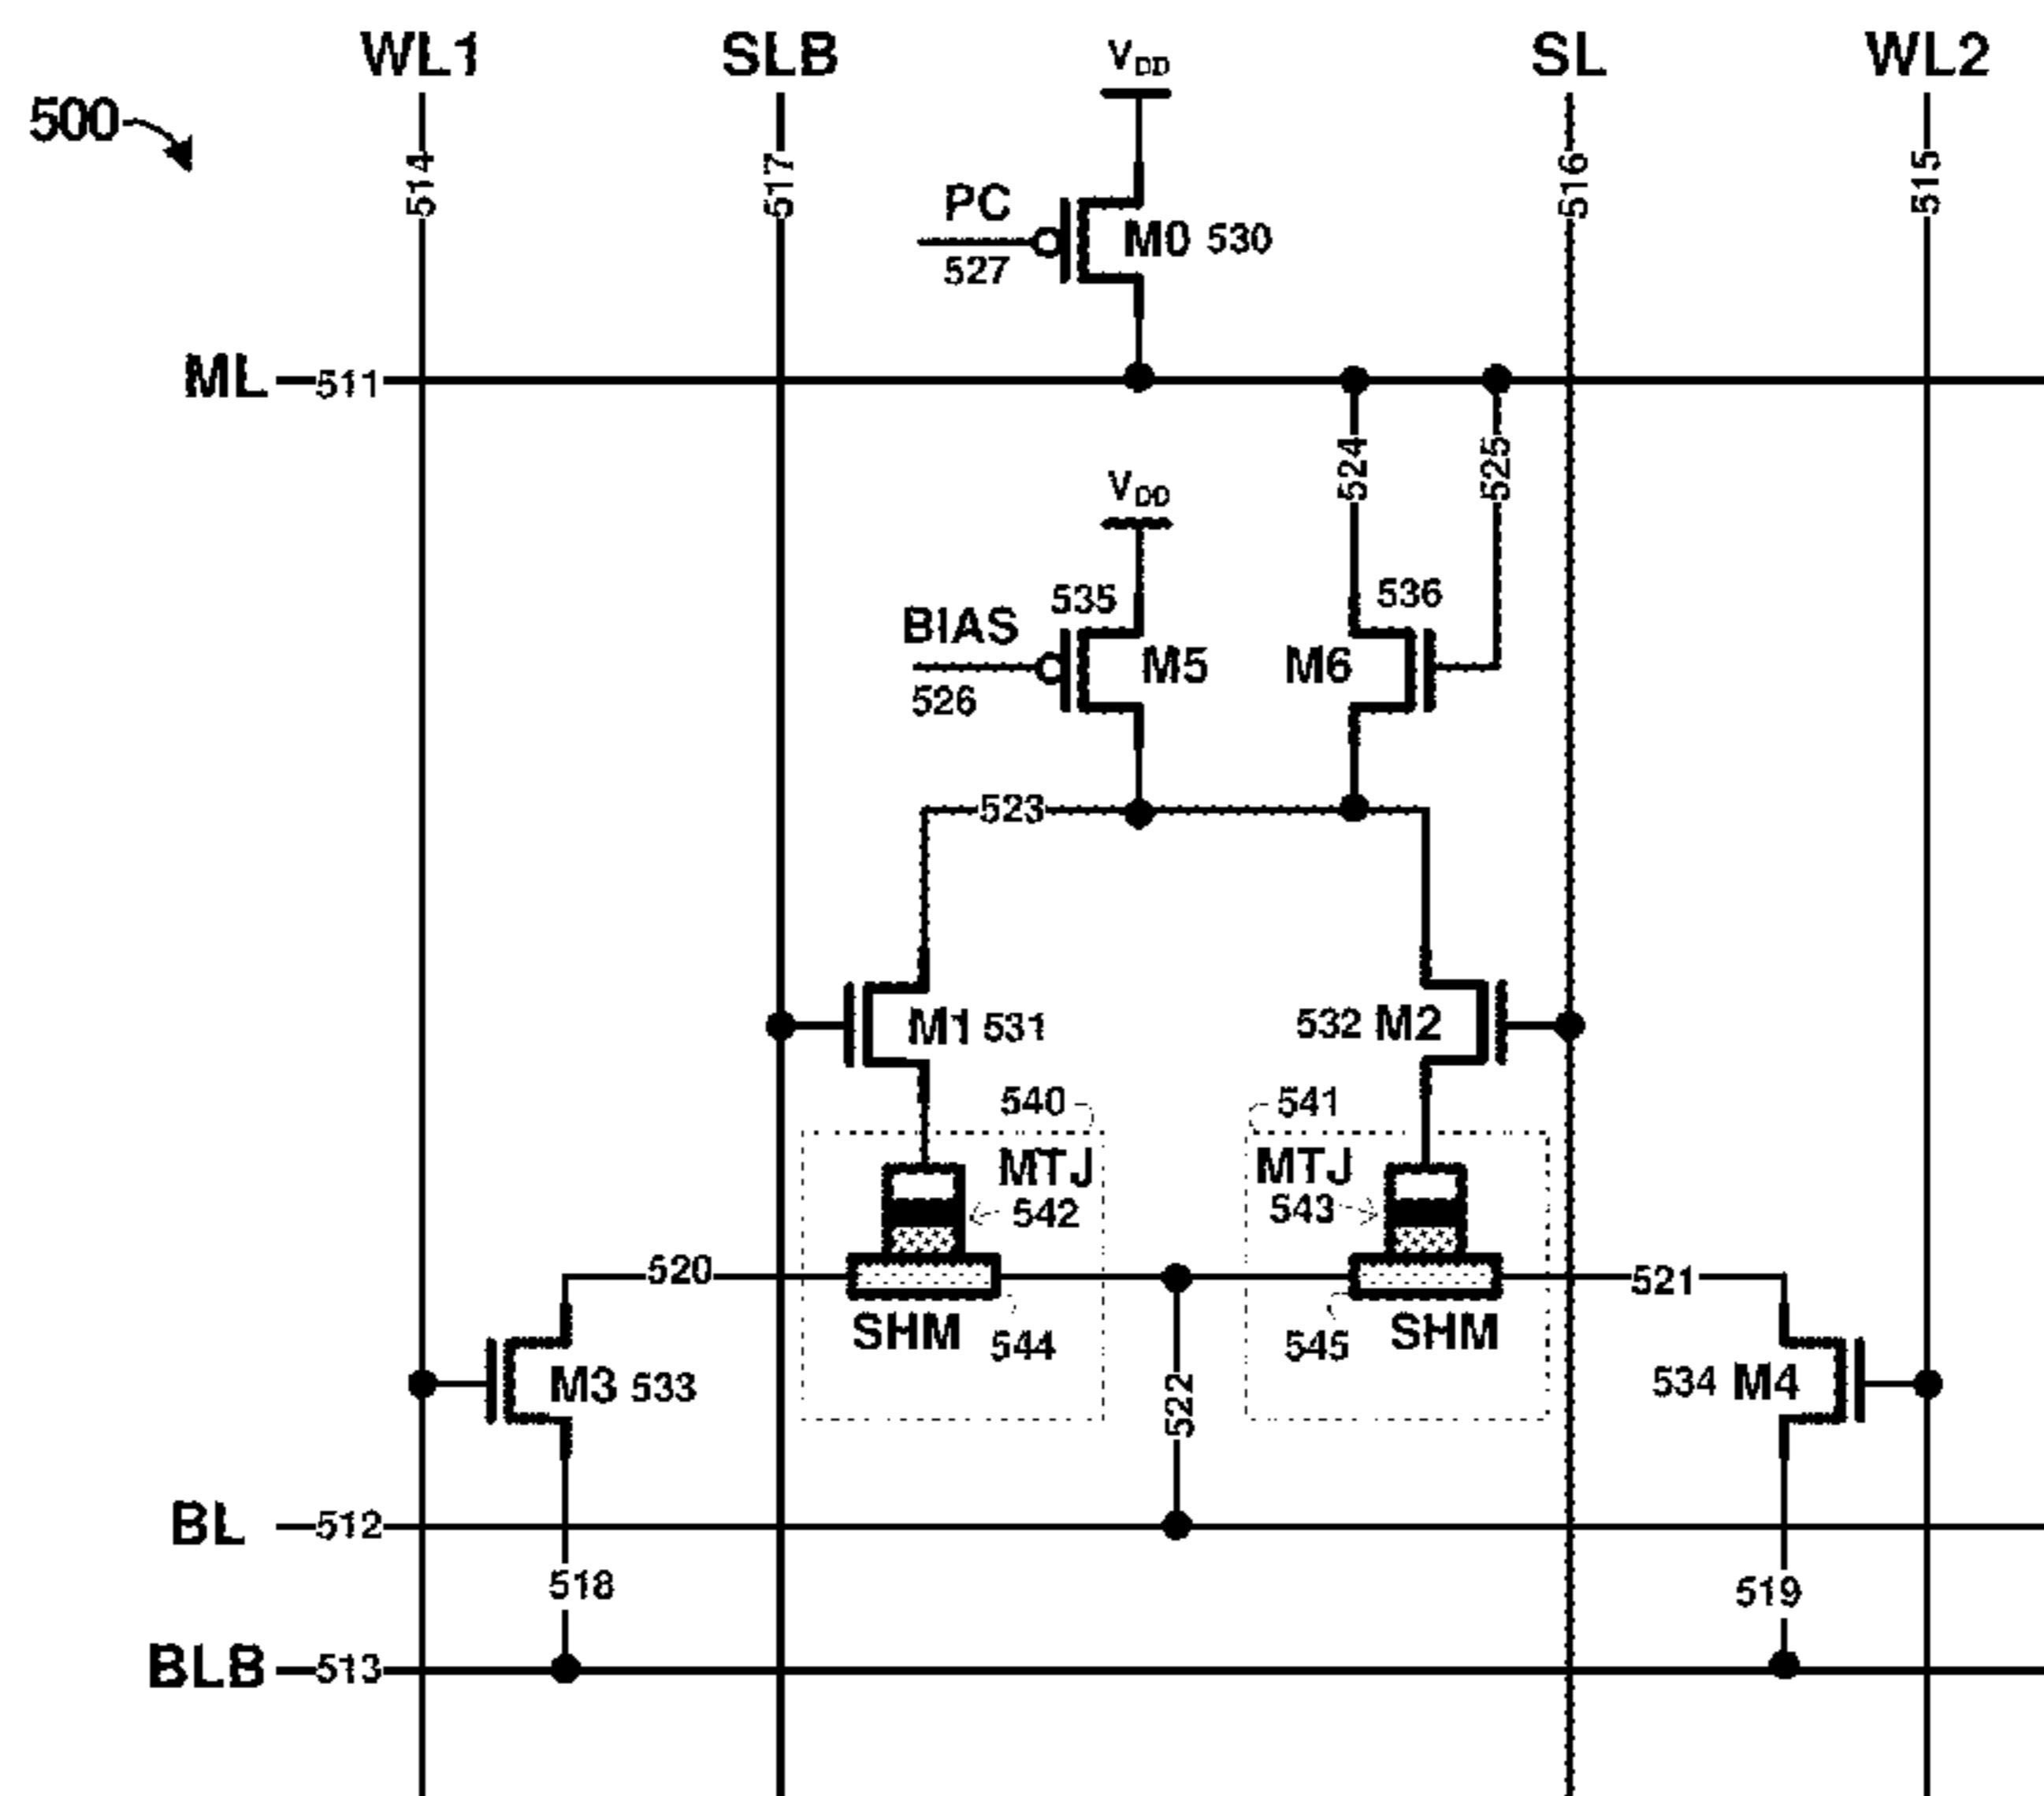 WL1 SLB VDD SL WL2
500
514 517 516 515
PC
M0 530
527
ML 511
524 525
VDD
535 536
BIAS
M5 M6
526
523
M1 531 532 M2
540 541
MTJ MTJ
542 543
520 521
SHM 544 545 SHM
M3 533 522 534 M4
BL 512
518 519
BLB 513